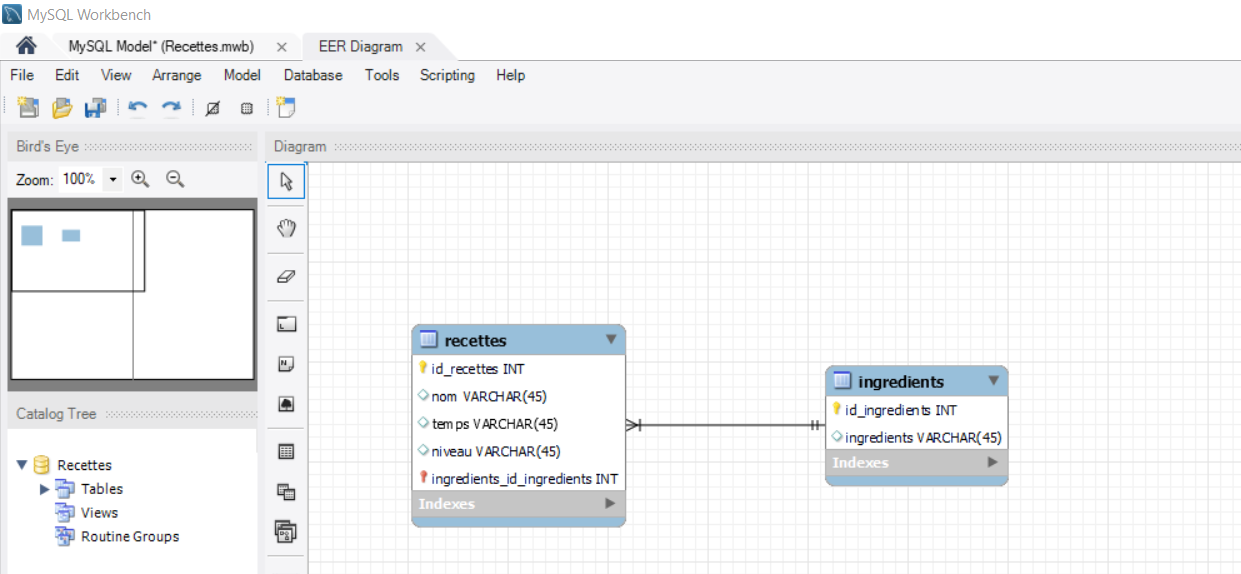 MySQL Workbench
MySQL Model* (Recettes.mwb) EER Diagram
File Edit View Arrange Model Database Tools Scripting Help
Bird's Eye
Zoom: 100%
Catalog Tree
Recettes
Tables
Views
Routine Groups
Diagram
recettes
id_recettes INT
nom VARCHAR(45)
temps VARCHAR(45)
niveau VARCHAR(45)
ingredients_id_ingredients INT
Indexes
ingredients
id_ingredients INT
ingredients VARCHAR(45)
Indexes